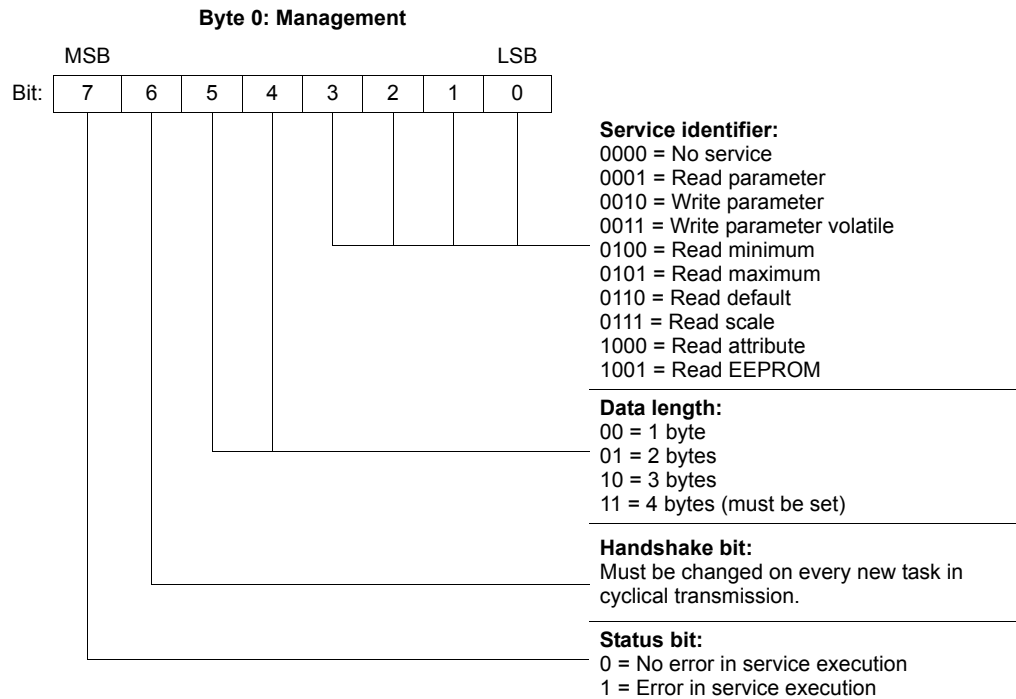 Byte 0: Management
MSB LSB
Bit: 7 6 5 4 3 2 1 0
Service identifier:
0000 = No service
0001 = Read parameter
0010 = Write parameter
0011 = Write parameter volatile
0100 = Read minimum
0101 = Read maximum
0110 = Read default
0111 = Read scale
1000 = Read attribute
1001 = Read EEPROM
Data length:
00 = 1 byte
01 = 2 bytes
10 = 3 bytes
11 = 4 bytes (must be set)
Handshake bit:
Must be changed on every new task in
cyclical transmission.
Status bit:
0 = No error in service execution
1 = Error in service execution